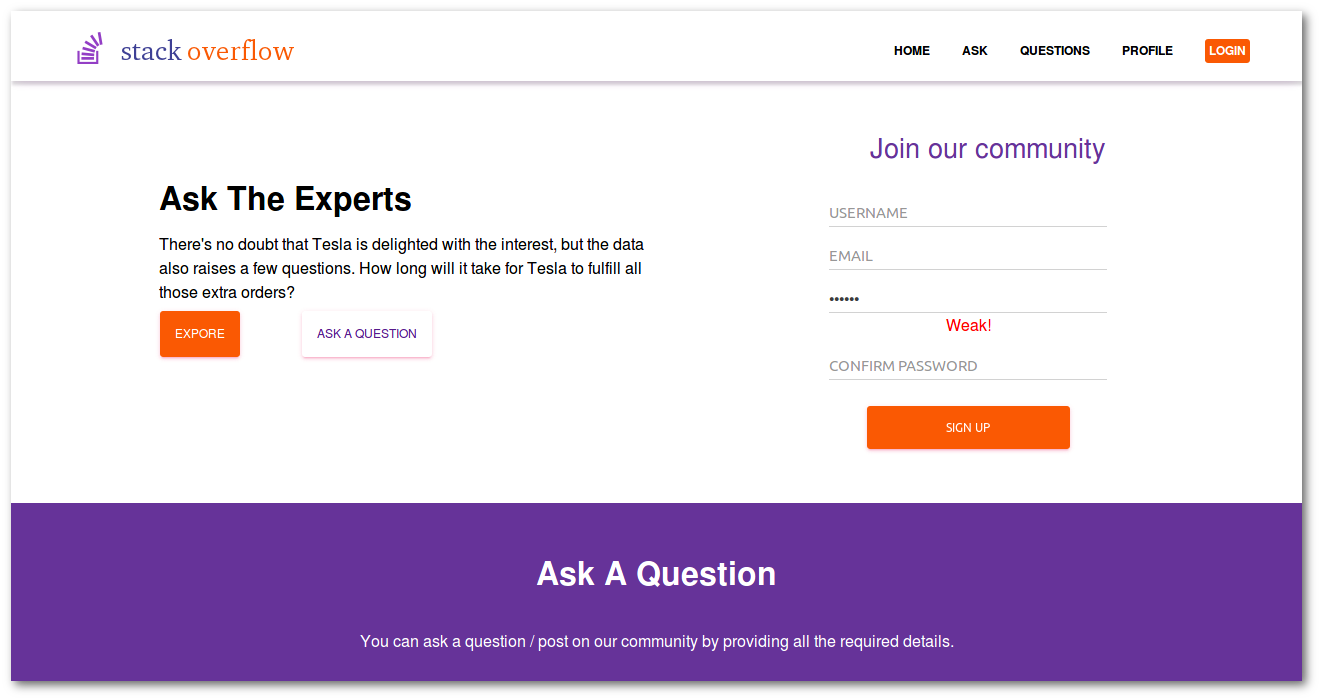 stack overflow
HOME ASK QUESTIONS PROFILE LOGIN
Ask The Experts
There's no doubt that Tesla is delighted with the interest, but the data
also raises a few questions. How long will it take for Tesla to fulfill all
those extra orders?
EXPORE ASK A QUESTION
Join our community
USERNAME
EMAIL
••••••
Weak!
CONFIRM PASSWORD
SIGN UP
Ask A Question
You can ask a question / post on our community by providing all the required details.